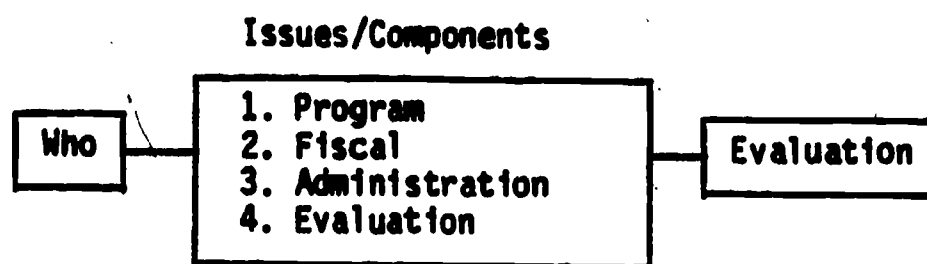 Issues/Components
Who
1. Program
2. Fiscal
3. Administration
4. Evaluation
Evaluation